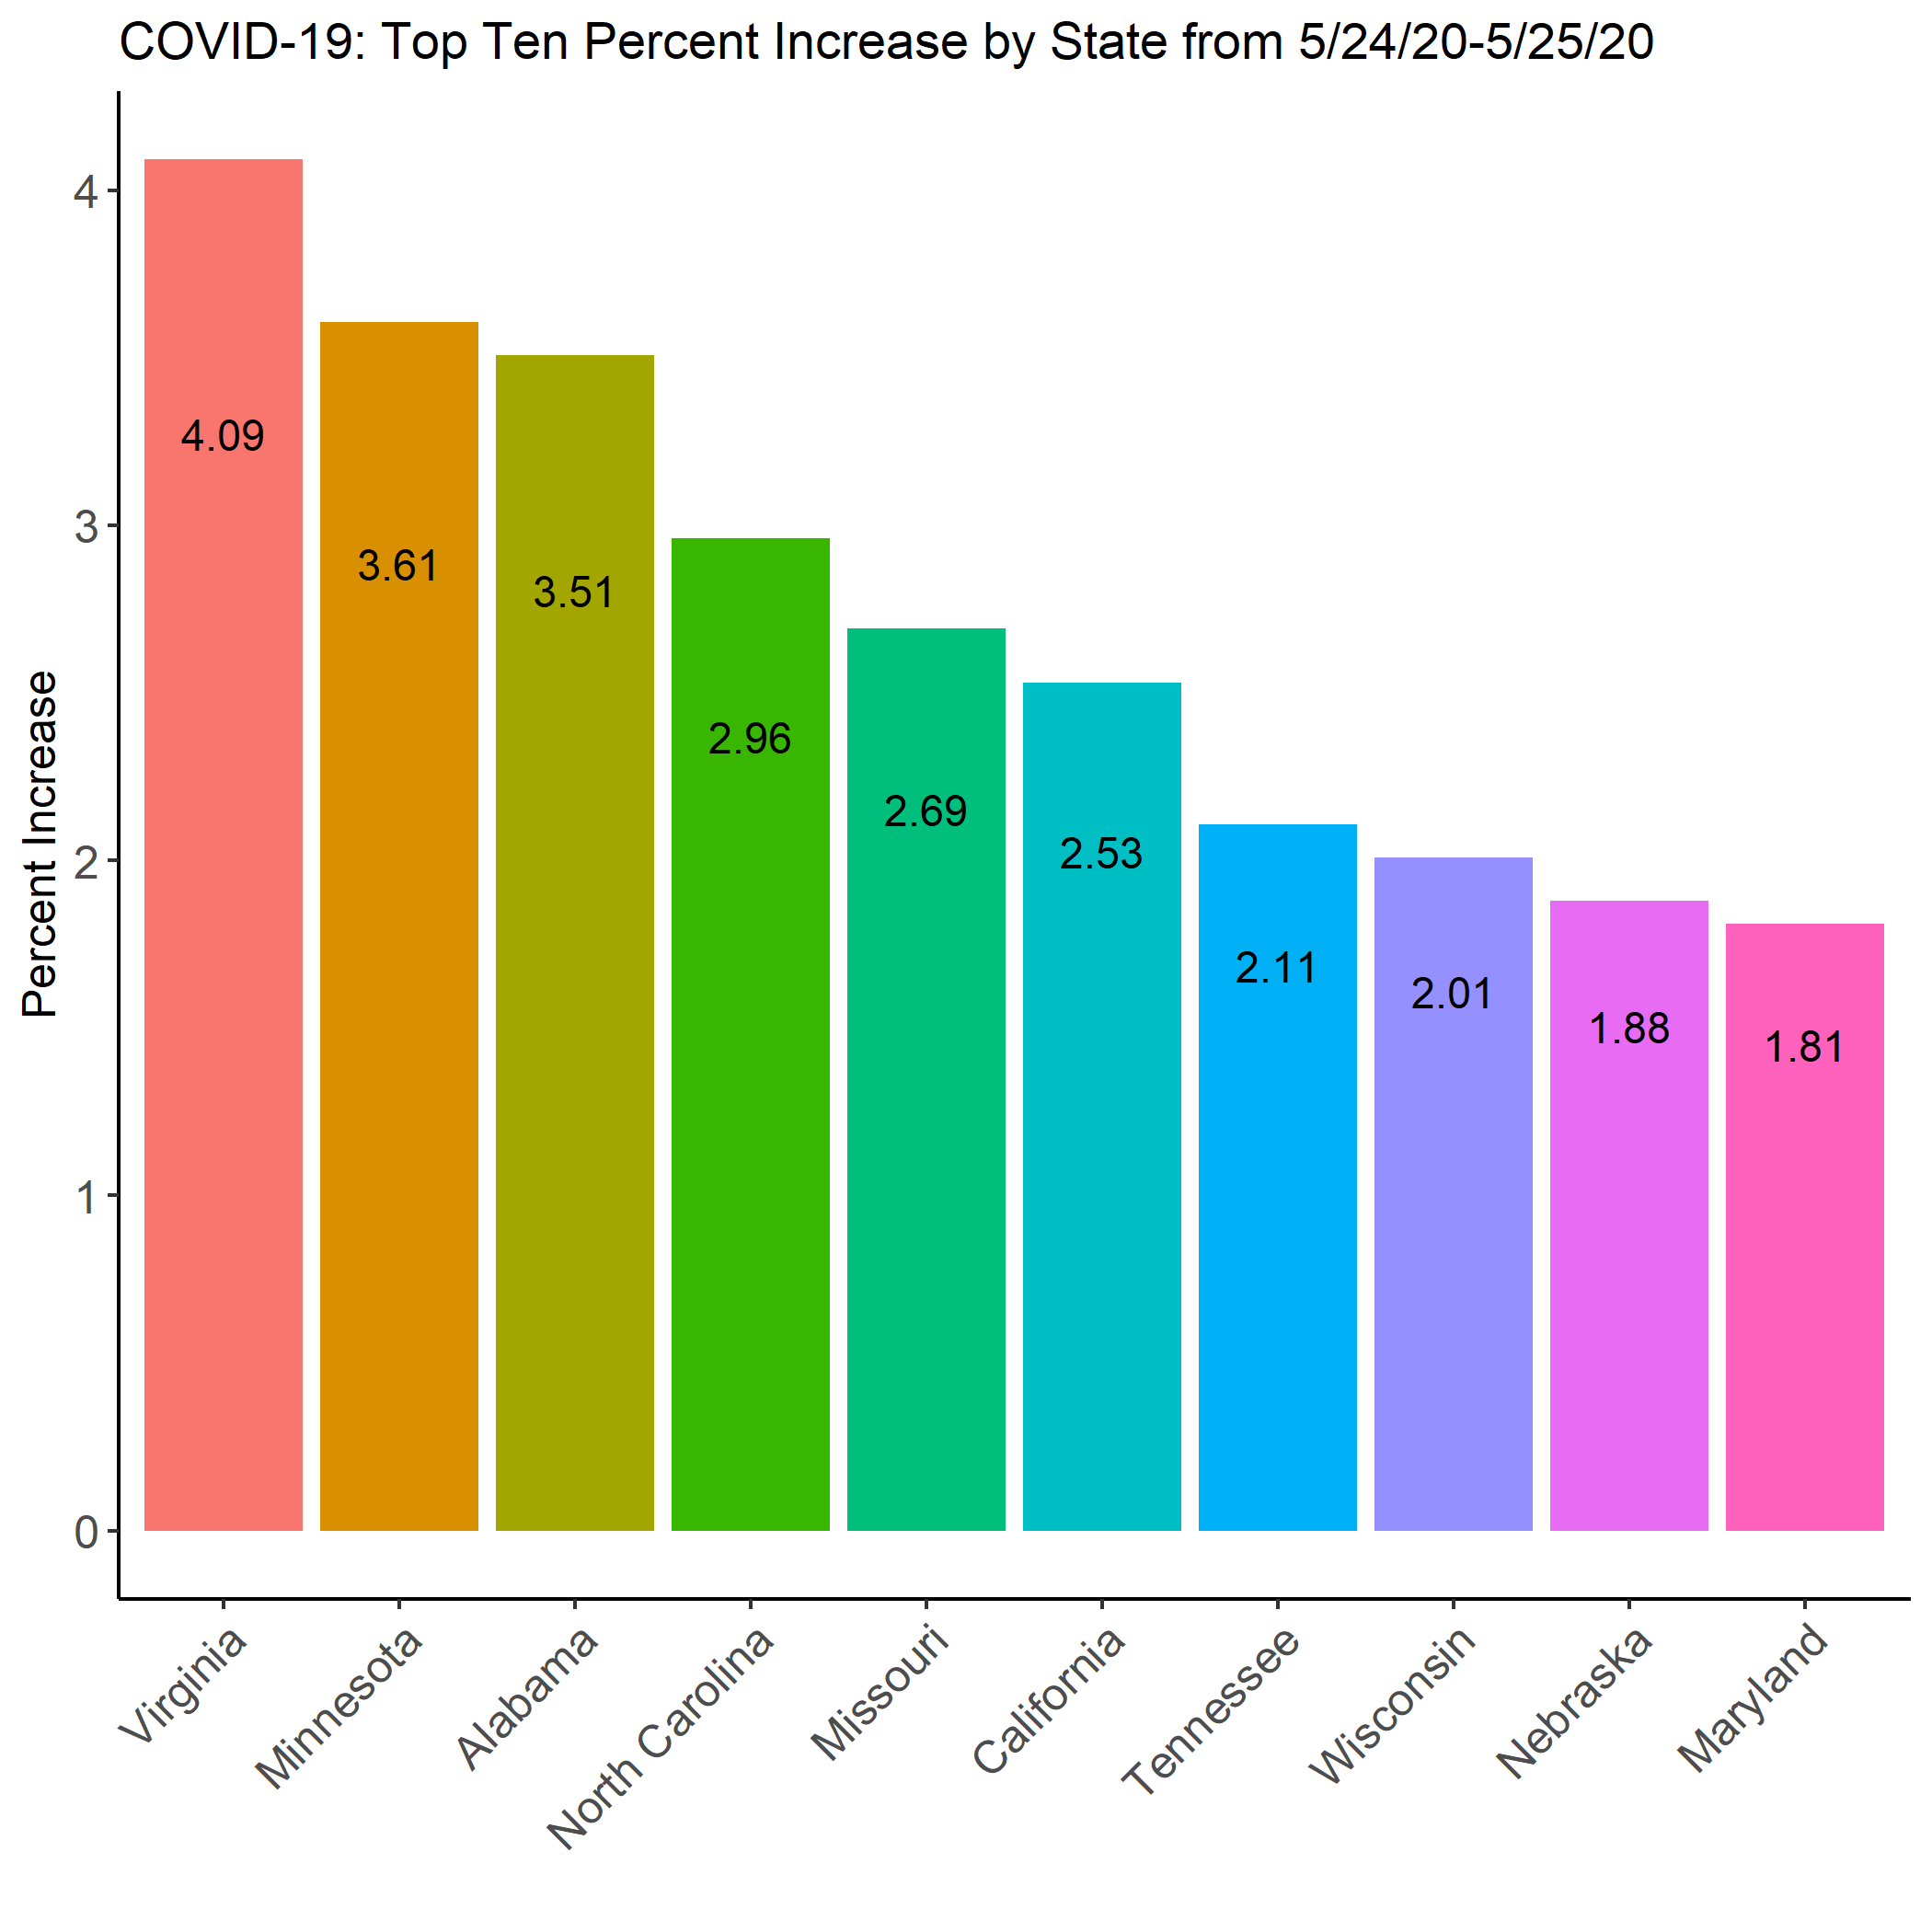 COVID-19: Top Ten Percent Increase by State from 5/24/20-5/25/20
Percent Increase
4
3
2
1
0
4.09
3.61
3.51
2.96
2.69
2.53
2.11
2.01
1.88
1.81
Virginia
Minnesota
Alabama
North Carolina
Missouri
California
Tennessee
Wisconsin
Nebraska
Maryland